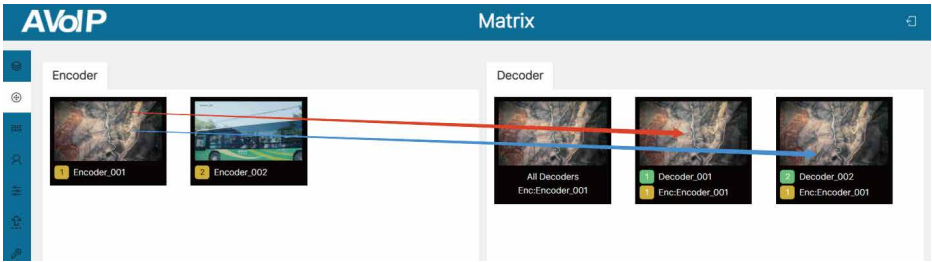 AVoIP
Matrix
Encoder
1 Encoder_001
2 Encoder_002
Decoder
All Decoders
Enc:Encoder_001
1 Decoder_001
1 Enc:Encoder_001
2 Decoder_002
1 Enc:Encoder_001